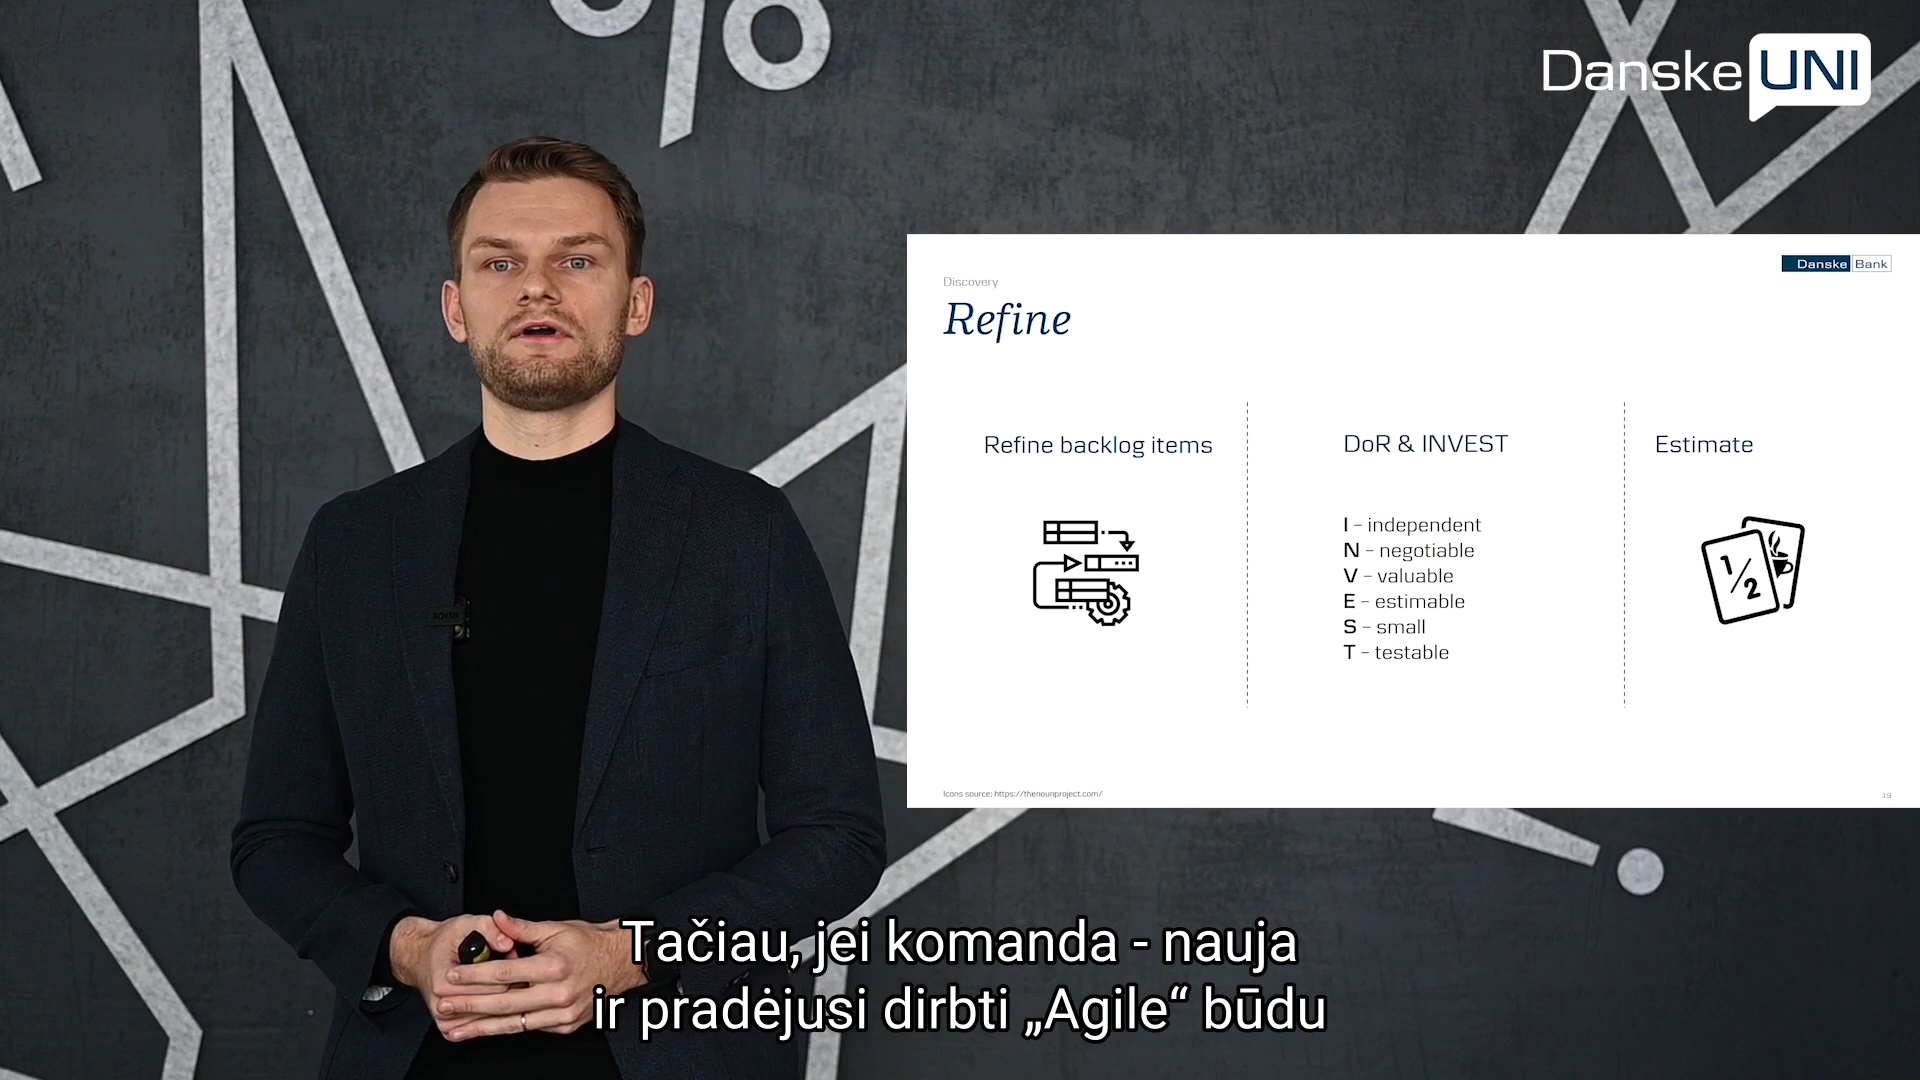 Danske UNI
Danske Bank
Discovery
Refine
Refine backlog items
DoR & INVEST
I – independent
N – negotiable
V – valuable
E – estimable
S – small
T – testable
Estimate
1/2
Icons source: https://thenounproject.com/
19
Tačiau, jei komanda - nauja
ir pradėjusi dirbti „Agile“ būdu